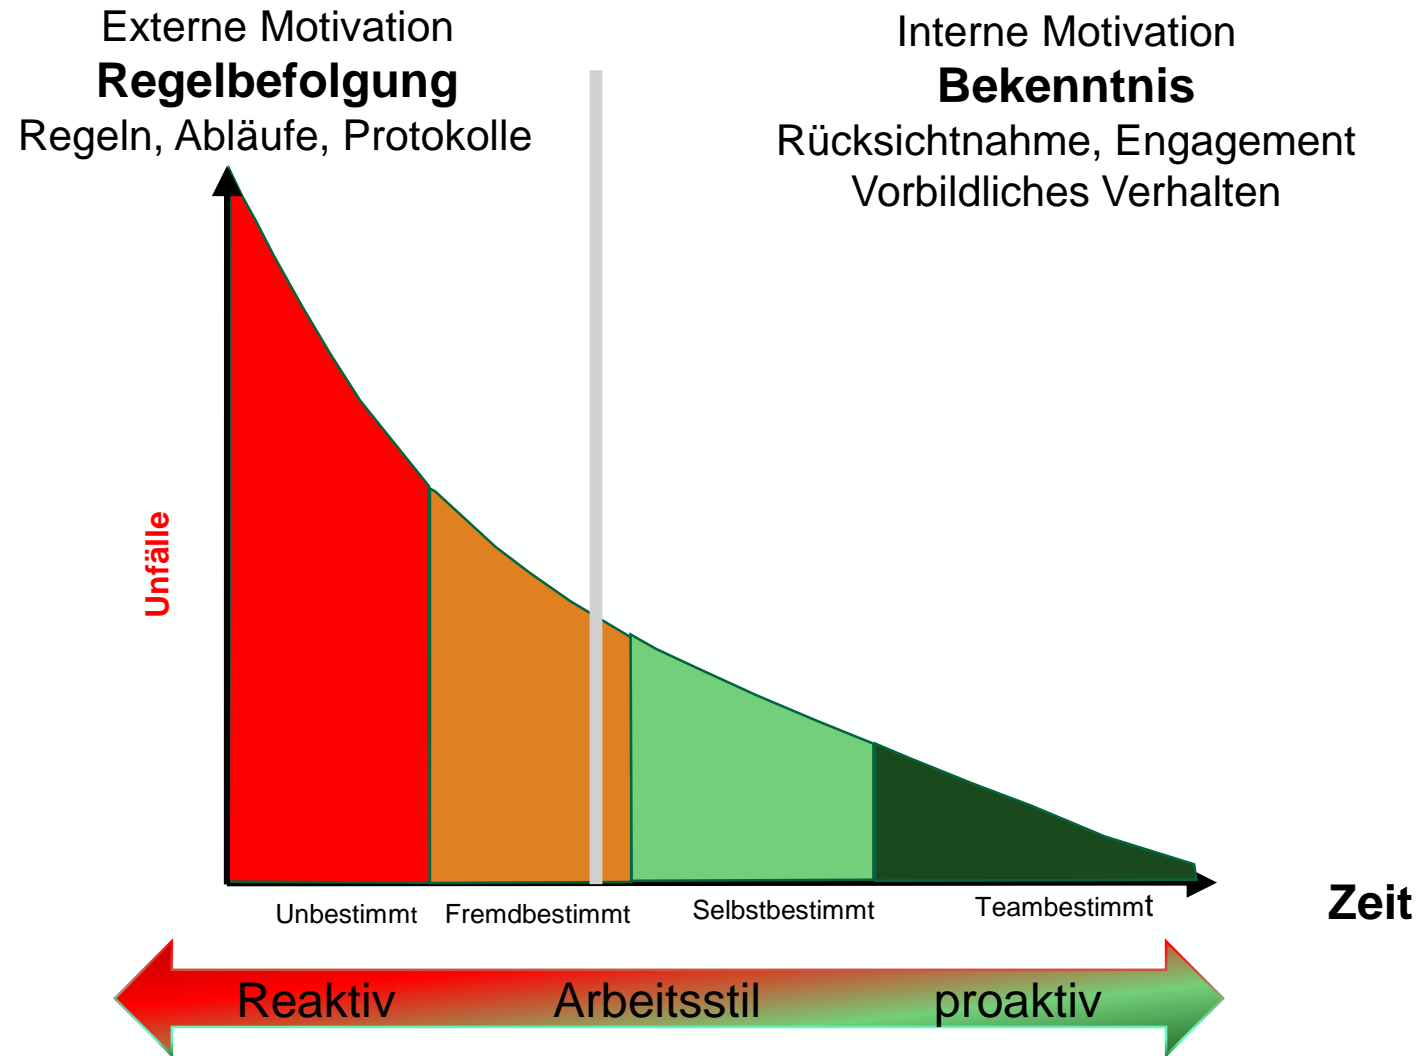 Externe Motivation
Regelbefolgung
Regeln, Abläufe, Protokolle
Interne Motivation
Bekenntnis
Rücksichtnahme, Engagement
Vorbildliches Verhalten
Unfälle
Unbestimmt
Fremdbestimmt
Selbstbestimmt
Teambestimmt
Zeit
Reaktiv
Arbeitsstil
proaktiv